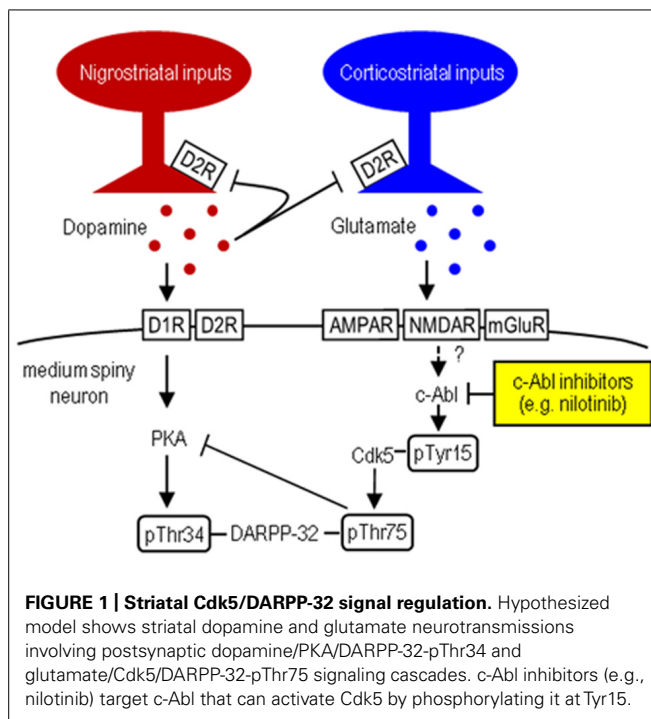 Nigrostriatal inputs
Corticostriatal inputs
D2R
D2R
Dopamine
Glutamate
D1R D2R AMPAR NMDAR mGluR
medium spiny
neuron
?
c-Abl
c-Abl inhibitors
(e.g. nilotinib)
PKA
Cdk5 pTyr15
pThr34 DARPP-32 pThr75
FIGURE 1 | Striatal Cdk5/DARPP-32 signal regulation. Hypothesized
model shows striatal dopamine and glutamate neurotransmissions
involving postsynaptic dopamine/PKA/DARPP-32-pThr34 and
glutamate/Cdk5/DARPP-32-pThr75 signaling cascades. c-Abl inhibitors (e.g.,
nilotinib) target c-Abl that can activate Cdk5 by phosphorylating it at Tyr15.